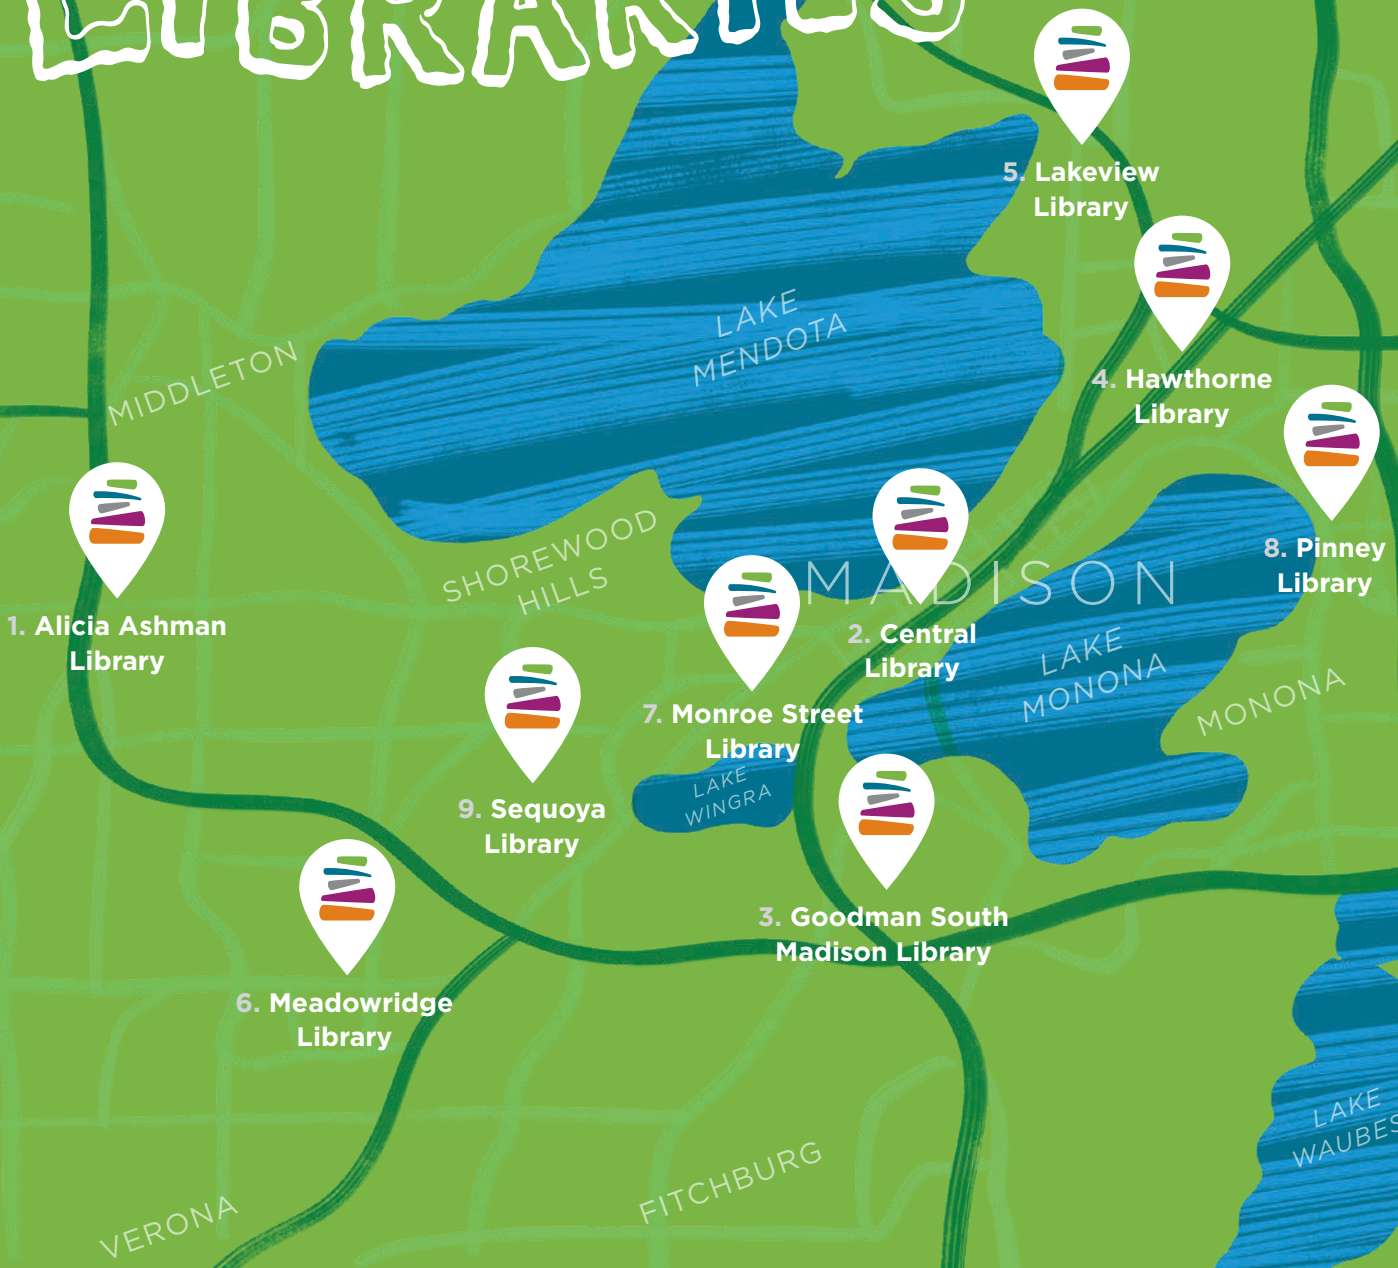 LIBRARIES
5. Lakeview
Library
LAKE
MENDOTA
MIDDLETON
4. Hawthorne
Library
SHOREWOOD
HILLS
MADISON
8. Pinney
Library
1. Alicia Ashman
Library
2. Central
Library
LAKE
MONONA
MONONA
7. Monroe Street
Library
LAKE
WINGRA
9. Sequoya
Library
3. Goodman South
Madison Library
6. Meadowridge
Library
LAKE
WAUBES
FITCHBURG
VERONA